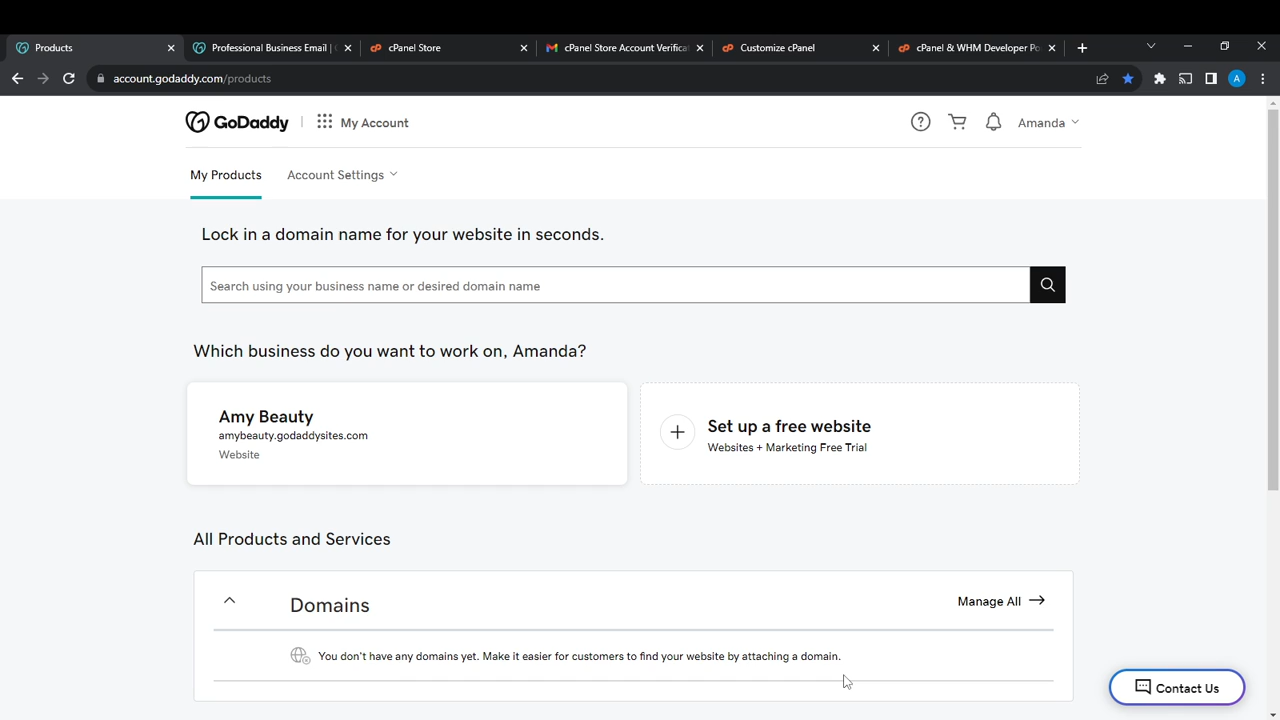 Products
Professional Business Email |
cPanel Store
cPanel Store Account Verifica
Customize cPanel
cPanel & WHM Developer Po
account.godaddy.com/products
A
GoDaddy
My Account
Amanda
My Products
Account Settings
Lock in a domain name for your website in seconds.
Search using your business name or desired domain name
Which business do you want to work on, Amanda?
Amy Beauty
amybeauty.godaddysites.com
Website
Set up a free website
Websites + Marketing Free Trial
All Products and Services
Domains
Manage All
You don't have any domains yet. Make it easier for customers to find your website by attaching a domain.
Contact Us